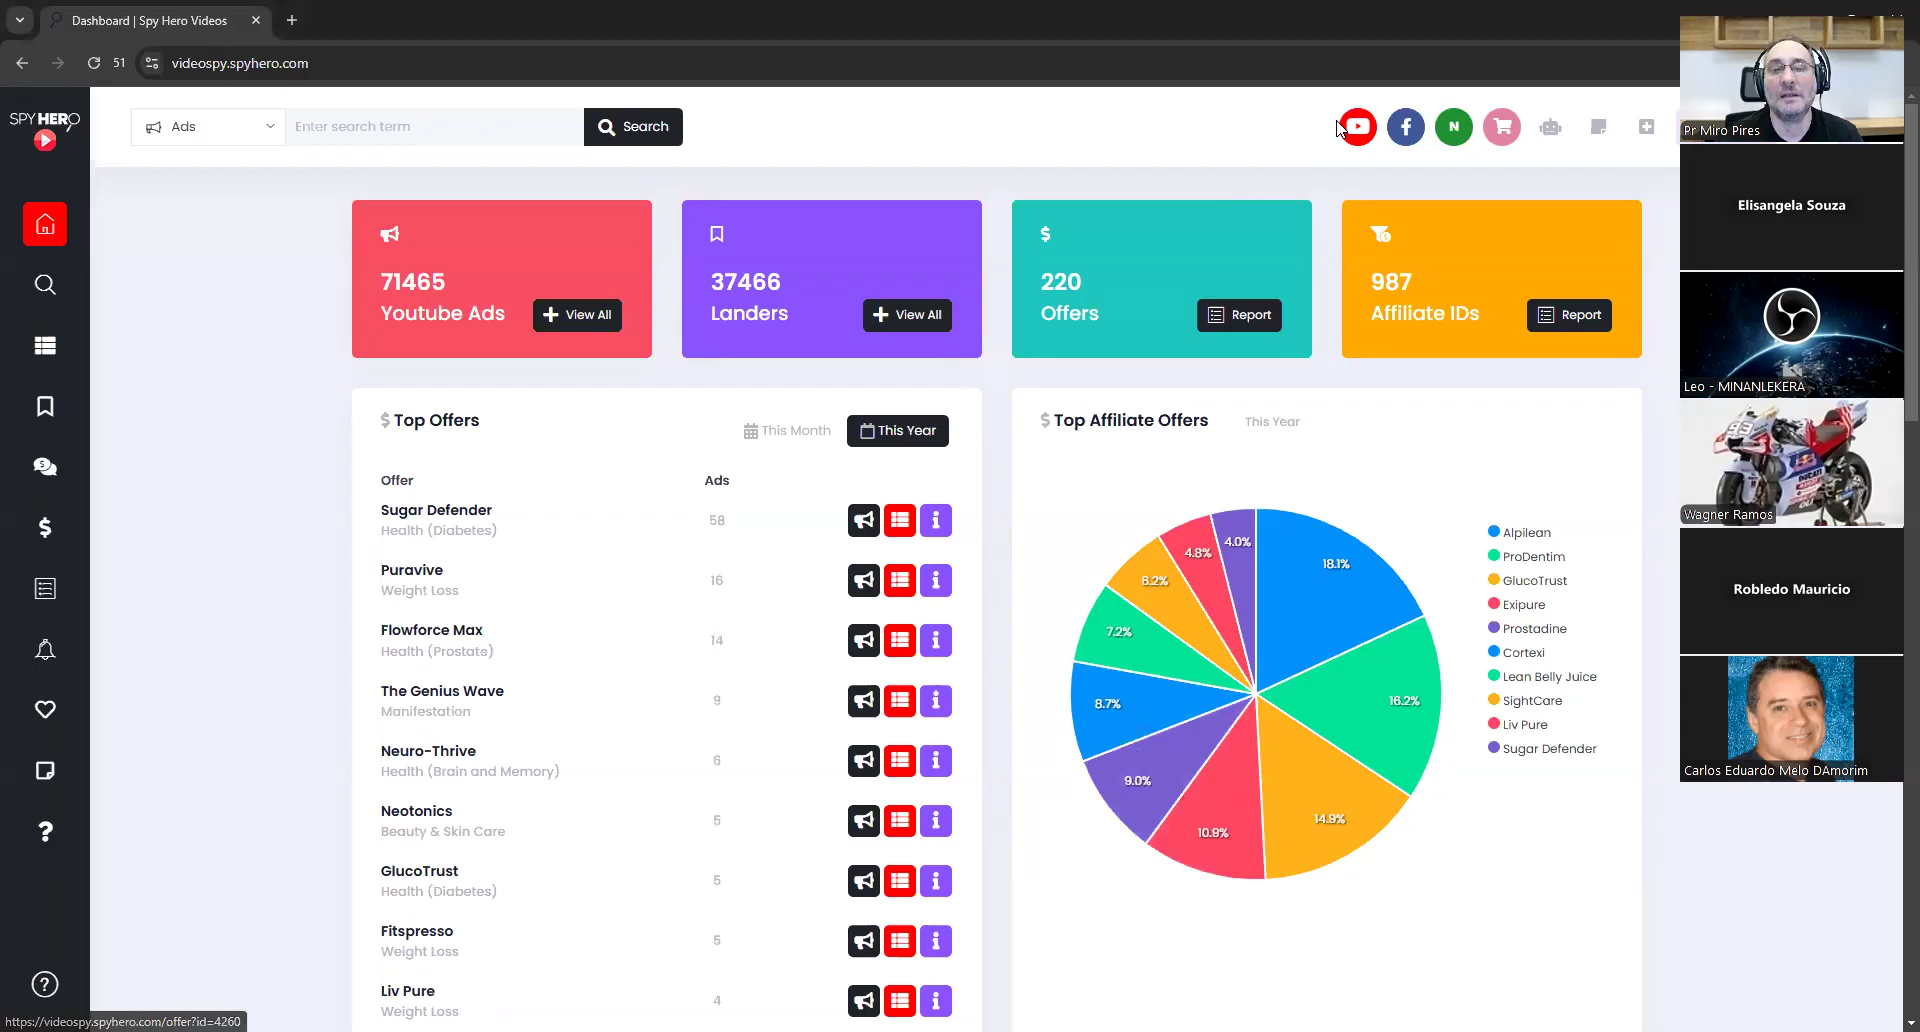 Dashboard | Spy Hero Videos
51
videospy.spyhero.com
SPY HERO
Ads
Enter search term
Search
N
71465
Youtube Ads
View All
37466
Landers
View All
220
Offers
Report
987
Affiliate IDs
Report
$ Top Offers
This Month
This Year
Offer
Ads
Sugar Defender
58
Health (Diabetes)
Puravive
16
Weight Loss
Flowforce Max
14
Health (Prostate)
The Genius Wave
9
Manifestation
Neuro-Thrive
6
Health (Brain and Memory)
Neotonics
5
Beauty & Skin Care
GlucoTrust
5
Health (Diabetes)
Fitspresso
5
Weight Loss
Liv Pure
4
Weight Loss
$ Top Affiliate Offers
This Year
18.1%
16.2%
14.9%
10.9%
9.0%
8.7%
7.2%
6.2%
4.8%
4.0%
Alpilean
ProDentim
GlucoTrust
Exipure
Prostadine
Cortexi
Lean Belly Juice
SightCare
Liv Pure
Sugar Defender
Pr Miro Pires
Elisangela Souza
Leo - MINANLEKERA
93
DUCATI
Wagner Ramos
Robledo Mauricio
Carlos Eduardo Melo DAmorim
https://videospy.spyhero.com/offer?id=4260